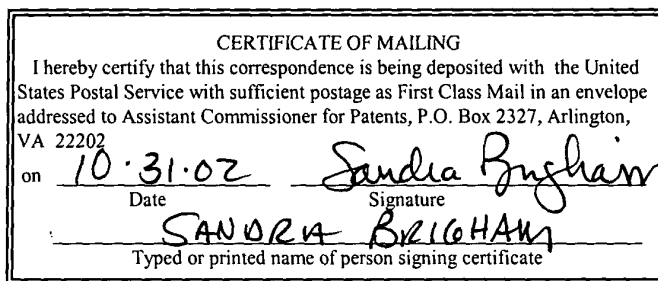 CERTIFICATE OF MAILING
I hereby certify that this correspondence is being deposited with the United
States Postal Service with sufficient postage as First Class Mail in an envelope
addressed to Assistant Commissioner for Patents, P.O. Box 2327, Arlington,
VA 22202
on 10·31·02 Sandra Brigham
Date Signature
SANDRA BRIGHAM
Typed or printed name of person signing certificate